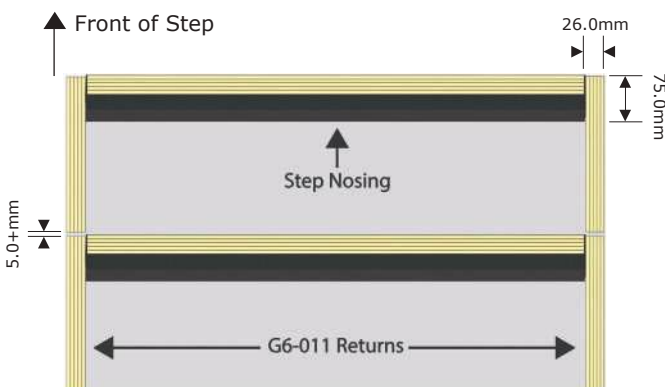 Front of Step
26.0mm
75.0mm
Step Nosing
5.0+mm
G6-011 Returns